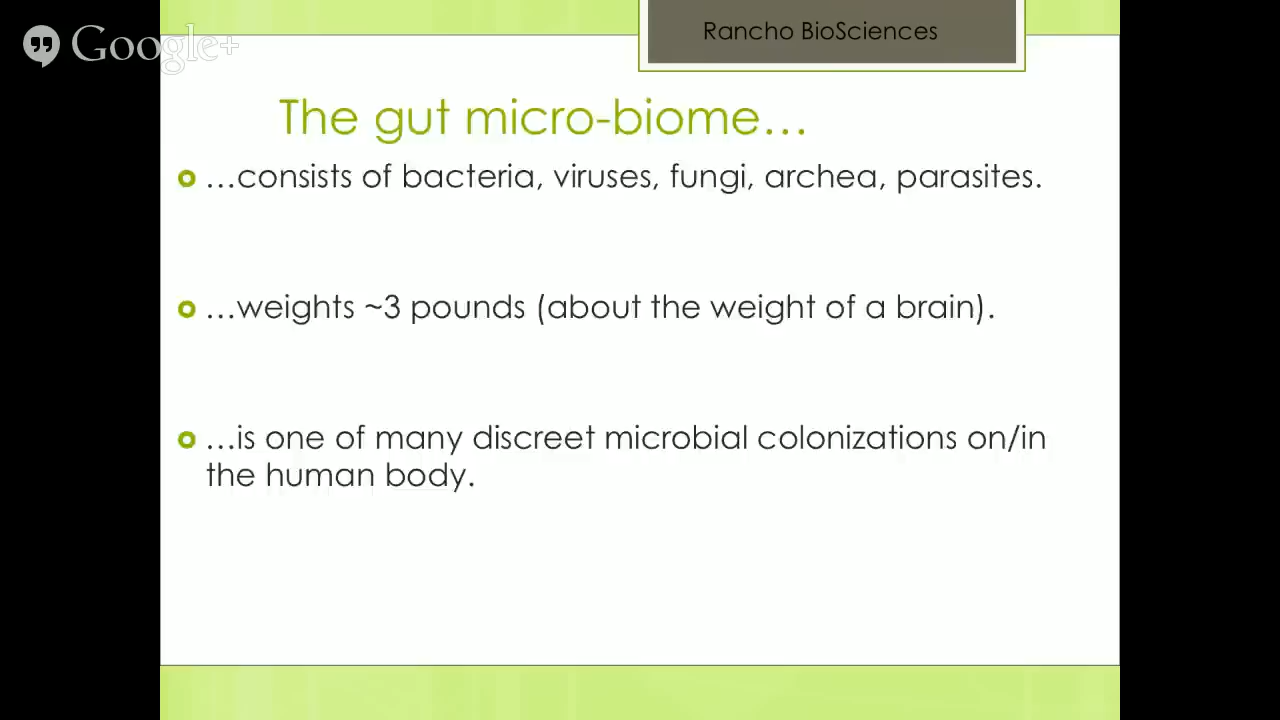 Google+
Rancho BioSciences
The gut micro-biome…
…consists of bacteria, viruses, fungi, archea, parasites.
…weights ~3 pounds (about the weight of a brain).
…is one of many discreet microbial colonizations on/in
the human body.